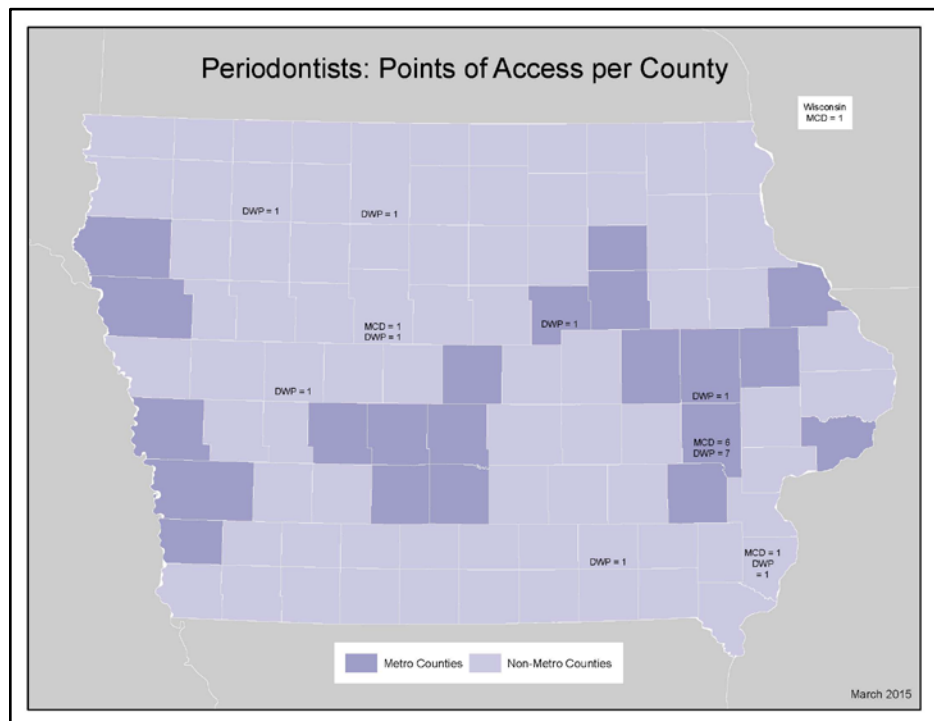 Periodontists: Points of Access per County
Wisconsin
MCD = 1
DWP = 1
DWP = 1
MCD = 1
DWP = 1
DWP = 1
DWP = 1
DWP = 1
MCD = 6
DWP = 7
DWP = 1
MCD = 1
DWP
= 1
Metro Counties
Non-Metro Counties
March 2015